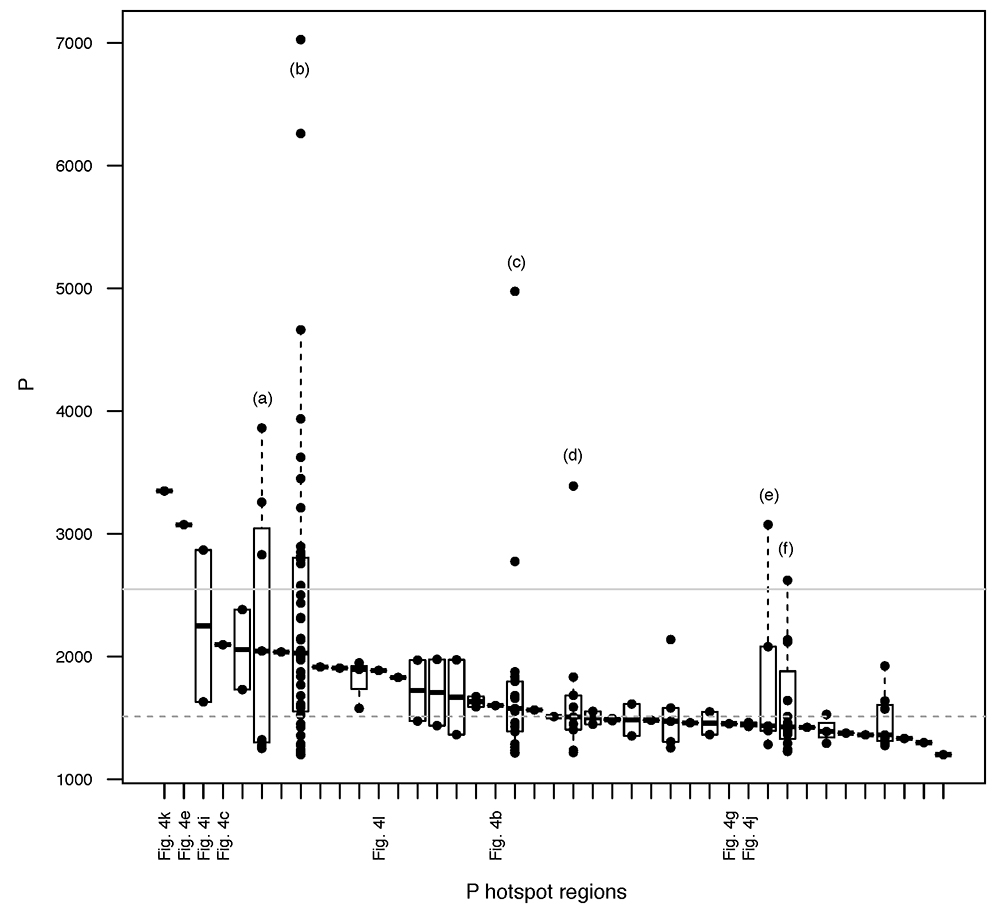 7000
(b)
6000
(c)
5000
P
4000
(a)
(d)
(e)
3000
(f)
2000
1000
Fig. 4k
Fig. 4e
Fig. 4i
Fig. 4c
Fig. 4l
Fig. 4b
Fig. 4g
Fig. 4j
P hotspot regions